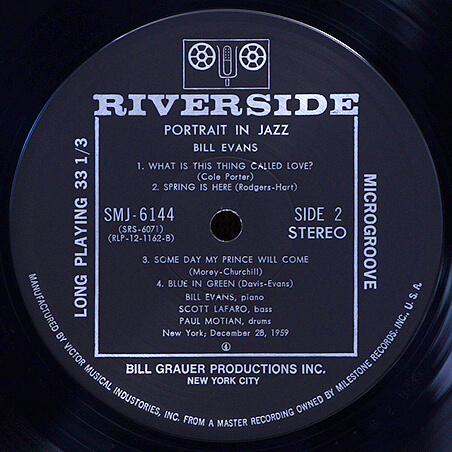 RIVERSIDE
PORTRAIT IN JAZZ
BILL EVANS
1. WHAT IS THIS THING CALLED LOVE?
(Cole Porter)
2. SPRING IS HERE (Rodgers-Hart)
SMJ-6144
(SRS-6071)
(RLP-12-1162-B)
SIDE 2
STEREO
3. SOME DAY MY PRINCE WILL COME
(Morey-Churchill)
4. BLUE IN GREEN (Davis-Evans)
BILL EVANS, piano
SCOTT LAFARO, bass
PAUL MOTIAN, drums
New York; December 28, 1959
4
BILL GRAUER PRODUCTIONS INC.
NEW YORK CITY
LONG PLAYING 33 1/3
MICROGROOVE
MANUFACTURED BY VICTOR MUSICAL INDUSTORIES, INC. FROM A MASTER RECORDING OWNED BY MILESTONE RECORDS, INC., U. S. A.